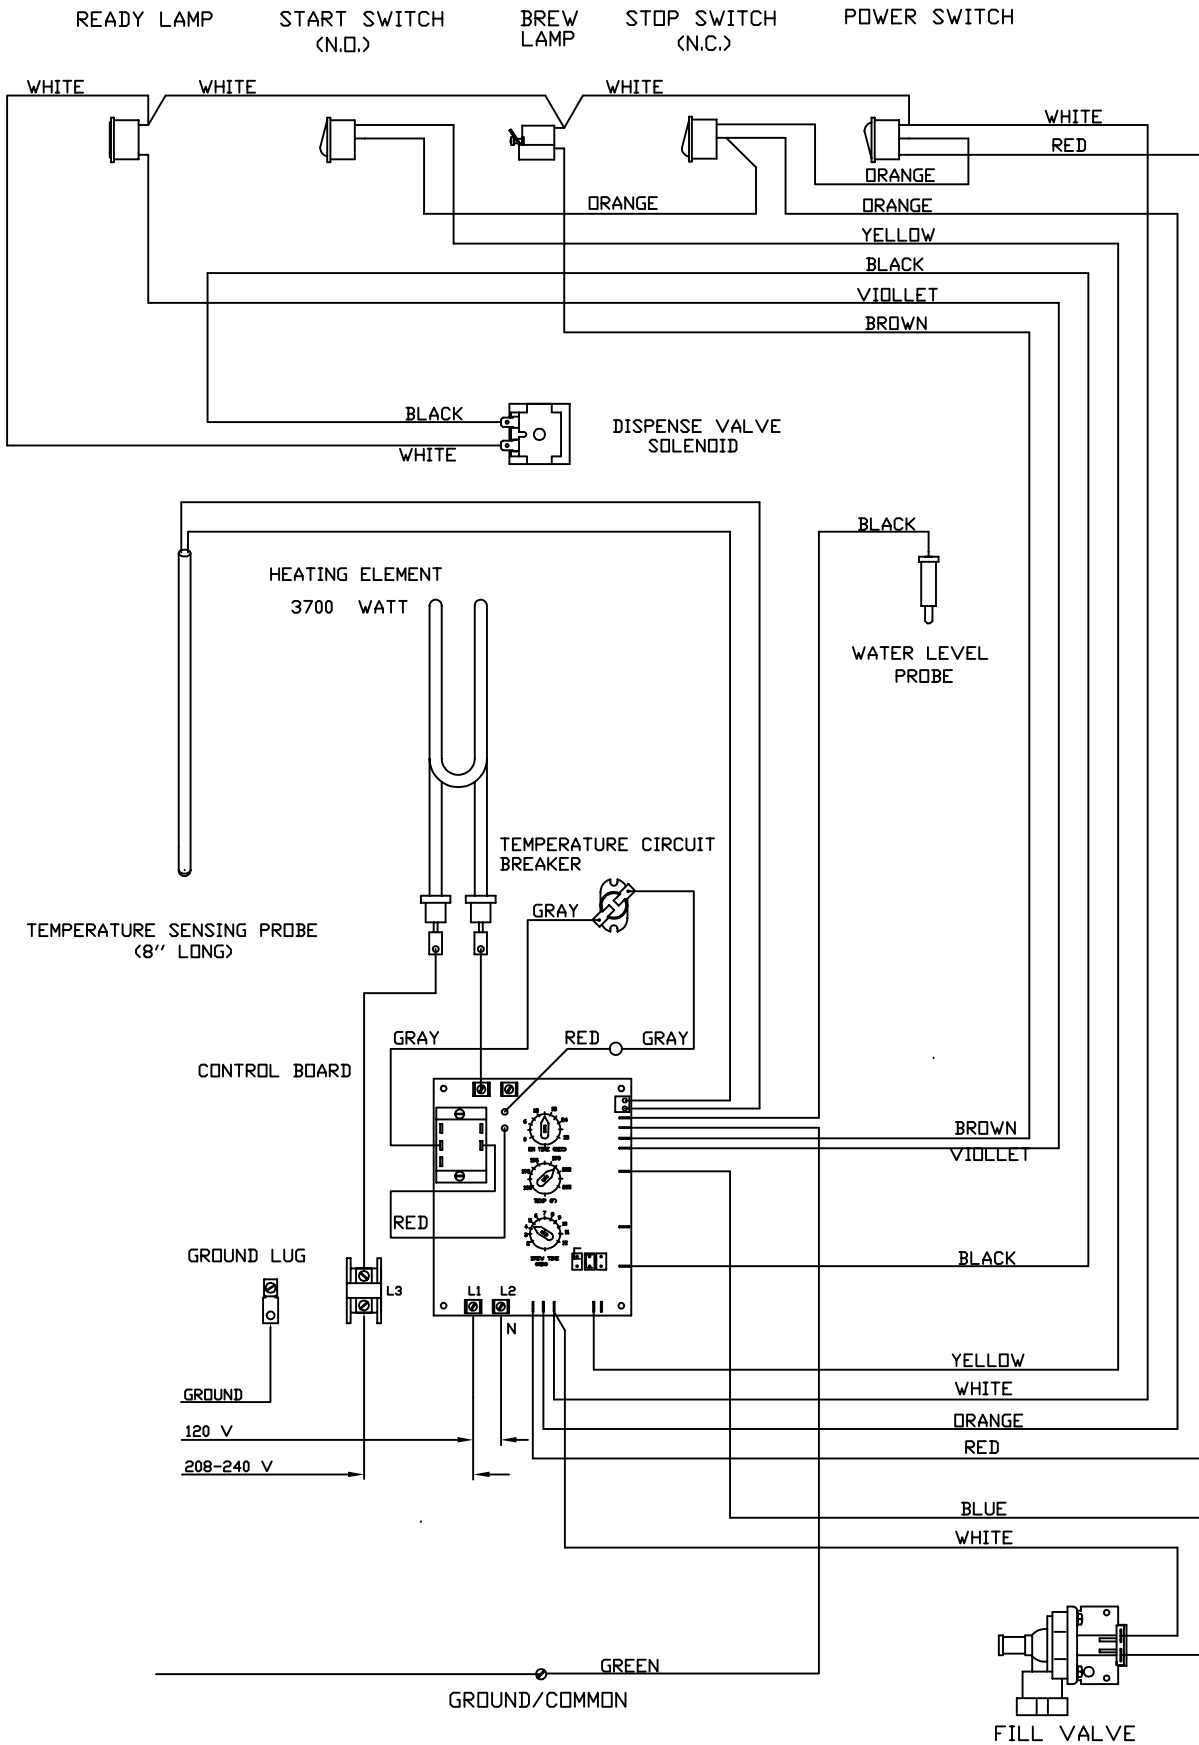 READY LAMP
START SWITCH
(N.O.)
BREW
LAMP
STOP SWITCH
(N.C.)
POWER SWITCH
WHITE
WHITE
WHITE
WHITE
RED
ORANGE
ORANGE
ORANGE
YELLOW
BLACK
VIOLLET
BROWN
BLACK
WHITE
DISPENSE VALVE
SOLENOID
BLACK
HEATING ELEMENT
3700 WATT
WATER LEVEL
PROBE
TEMPERATURE CIRCUIT
BREAKER
GRAY
TEMPERATURE SENSING PROBE
(8" LONG)
GRAY
RED
GRAY
CONTROL BOARD
BROWN
VIOLLET
TEMP (F)
BREW TIME
RED
GROUND LUG
BLACK
L3
L1
L2
N
YELLOW
WHITE
GROUND
ORANGE
120 V
RED
208-240 V
BLUE
WHITE
GREEN
GROUND/COMMON
FILL VALVE